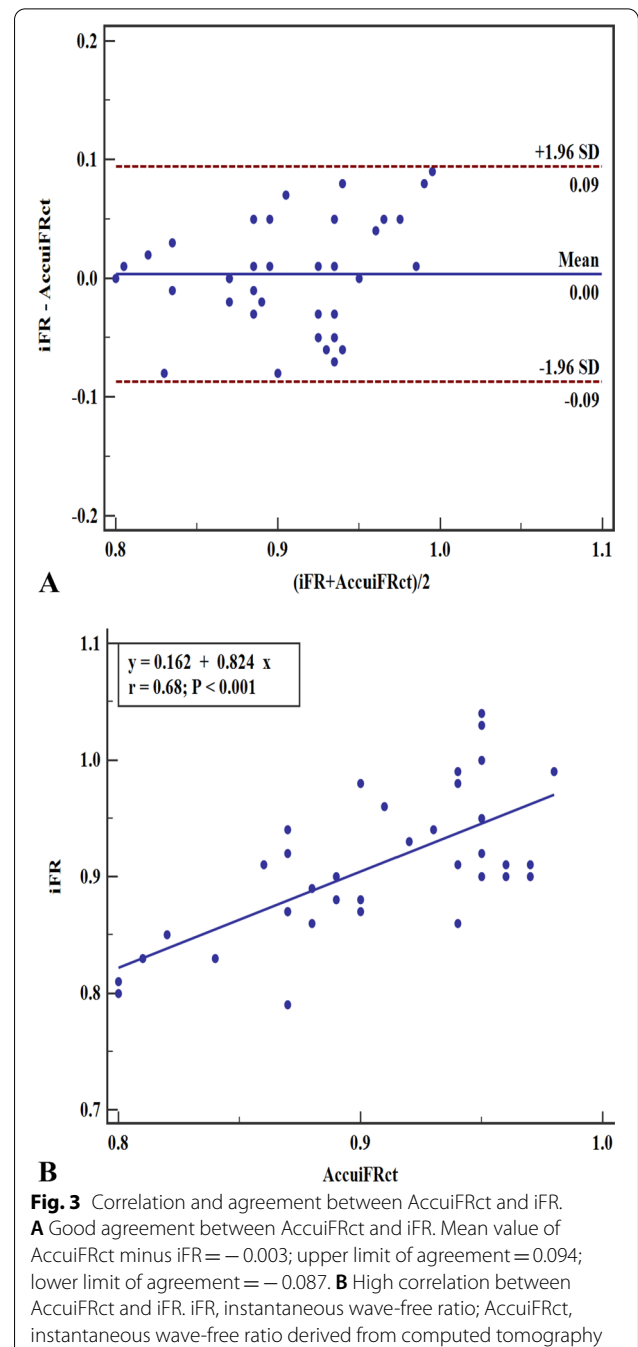 0.2
0.1
0.0
-0.1
-0.2
iFR - AccuiFRct
+1.96 SD
0.09
Mean
0.00
-1.96 SD
-0.09
0.8 0.9 1.0 1.1
A
(iFR+AccuiFRct)/2
1.1
1.0
0.9
0.8
0.7
iFR
y = 0.162 + 0.824 x
r = 0.68; P < 0.001
0.8 0.9 1.0
B
AccuiFRct
Fig. 3 Correlation and agreement between AccuiFRct and iFR.
A Good agreement between AccuiFRct and iFR. Mean value of
AccuiFRct minus iFR = − 0.003; upper limit of agreement = 0.094;
lower limit of agreement = − 0.087. B High correlation between
AccuiFRct and iFR. iFR, instantaneous wave-free ratio; AccuiFRct,
instantaneous wave-free ratio derived from computed tomography